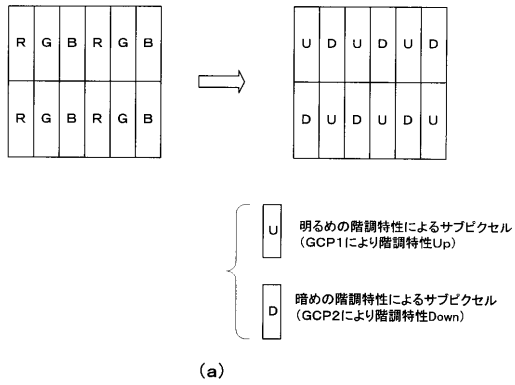 R G B R G B
R G B R G B
U D U D U D
D U D U D U
U
明るめの階調特性によるサブピクセル
(GCP1により階調特性Up)
D
暗めの階調特性によるサブピクセル
(GCP2により階調特性Down)
(a)